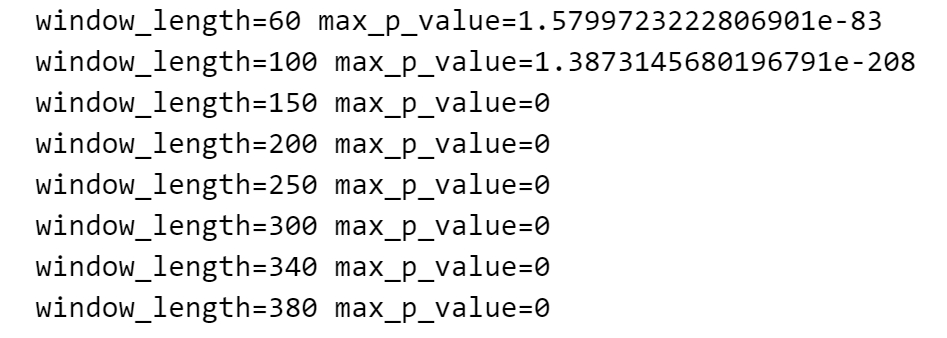 window_length=60 max_p_value=1.5799723222806901e-83
window_length=100 max_p_value=1.3873145680196791e-208
window_length=150 max_p_value=0
window_length=200 max_p_value=0
window_length=250 max_p_value=0
window_length=300 max_p_value=0
window_length=340 max_p_value=0
window_length=380 max_p_value=0